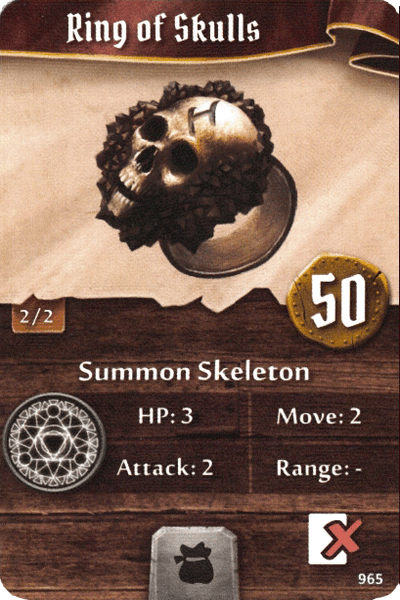 Ring of Skulls
50
2/2
Summon Skeleton
HP: 3
Move: 2
Attack: 2
Range: -
965